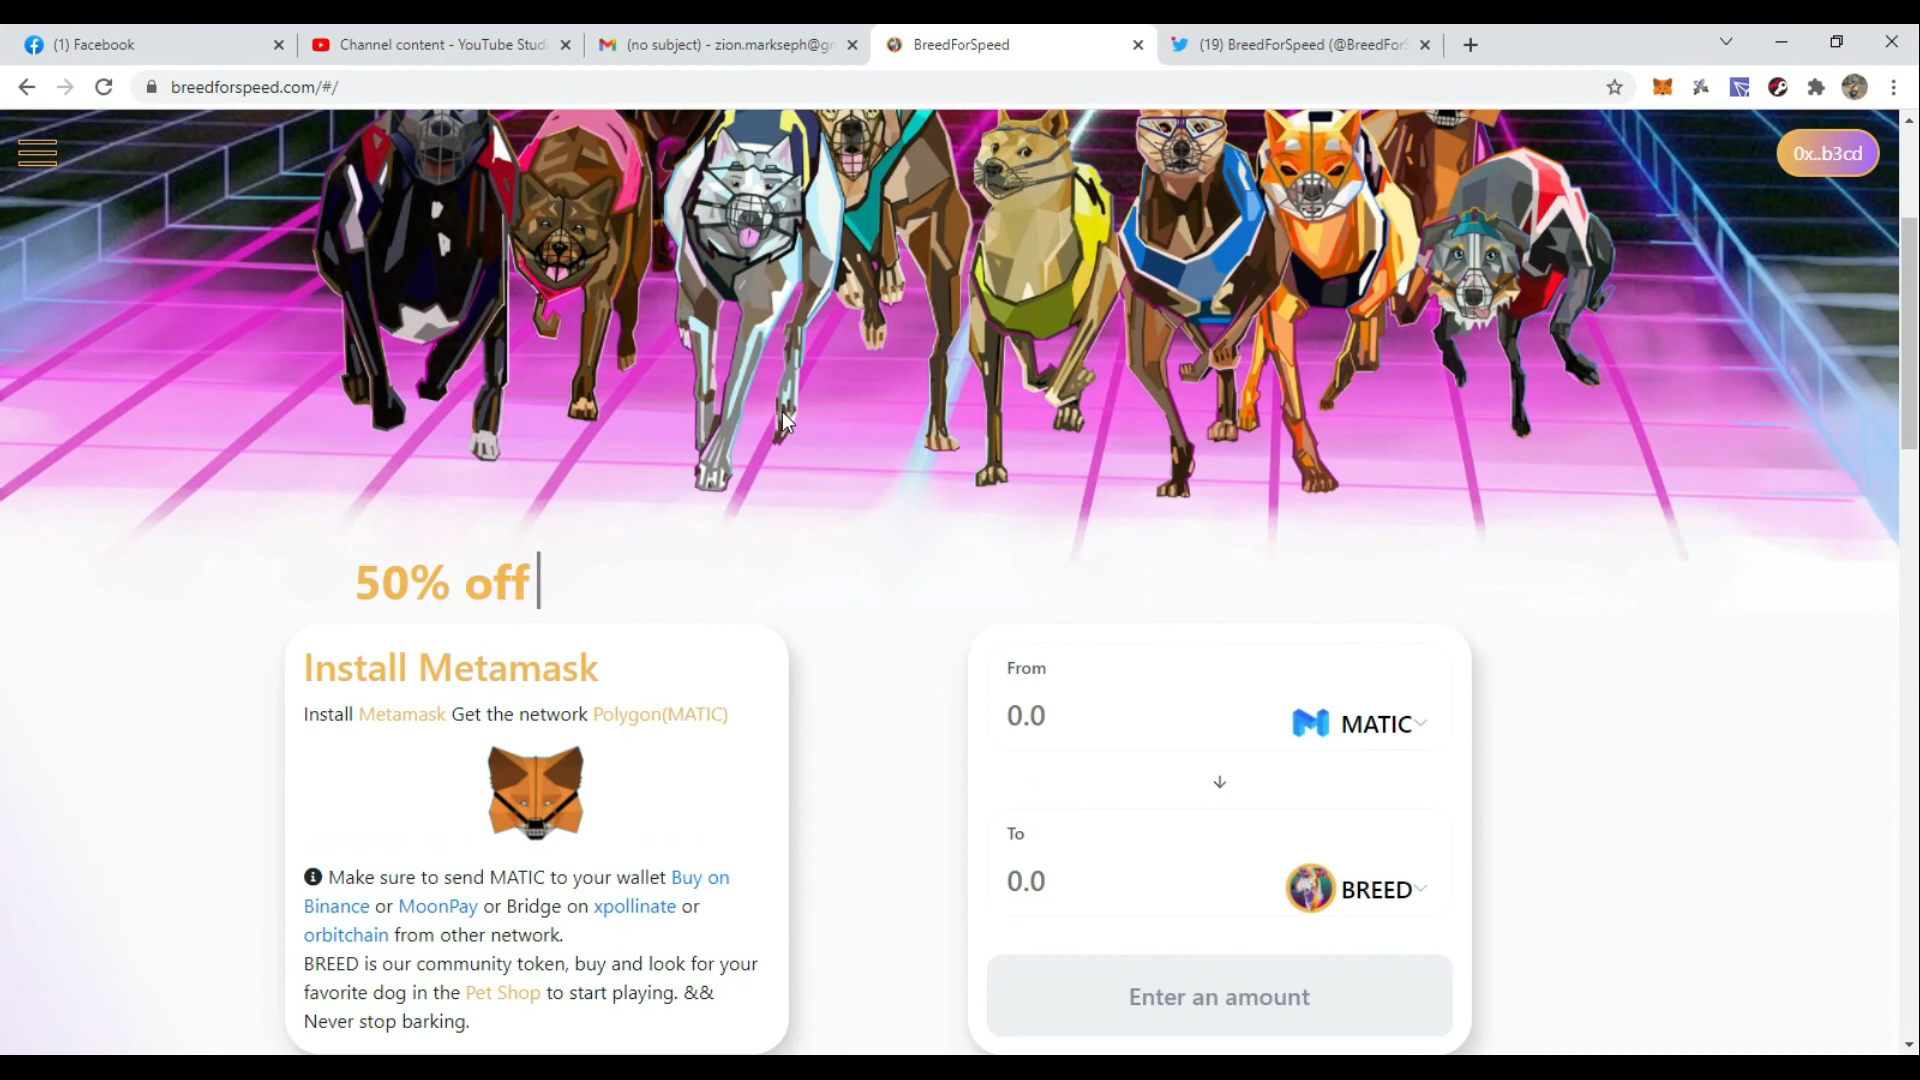 (1) Facebook
Channel content - YouTube Studi
(no subject) - zion.markseph@gm
BreedForSpeed
(19) BreedForSpeed (@BreedForS
breedforspeed.com/#/
0x..b3cd
50% off
Install Metamask
Install Metamask Get the network Polygon(MATIC)
Make sure to send MATIC to your wallet Buy on
Binance or MoonPay or Bridge on xpollinate or
orbitchain from other network.
BREED is our community token, buy and look for your
favorite dog in the Pet Shop to start playing. &&
Never stop barking.
From
0.0
MATIC
To
0.0
BREED
Enter an amount